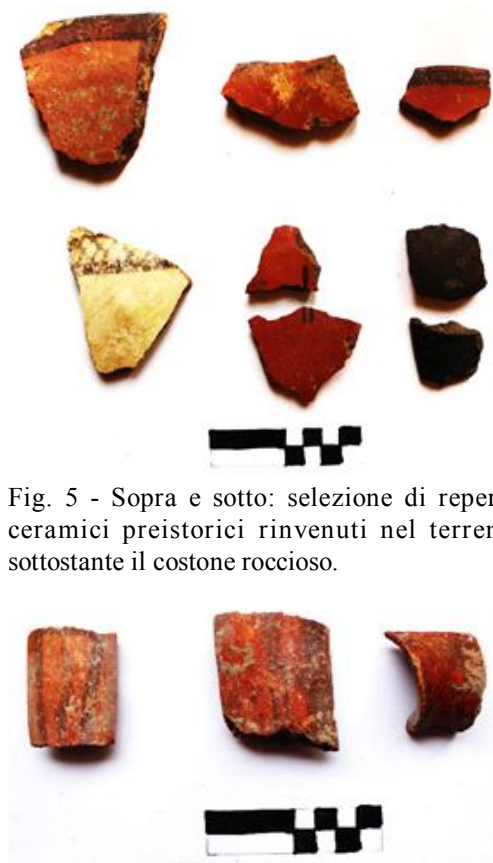 Fig. 5 - Sopra e sotto: selezione di reper
ceramici preistorici rinvenuti nel terren
sottostante il costone roccioso.